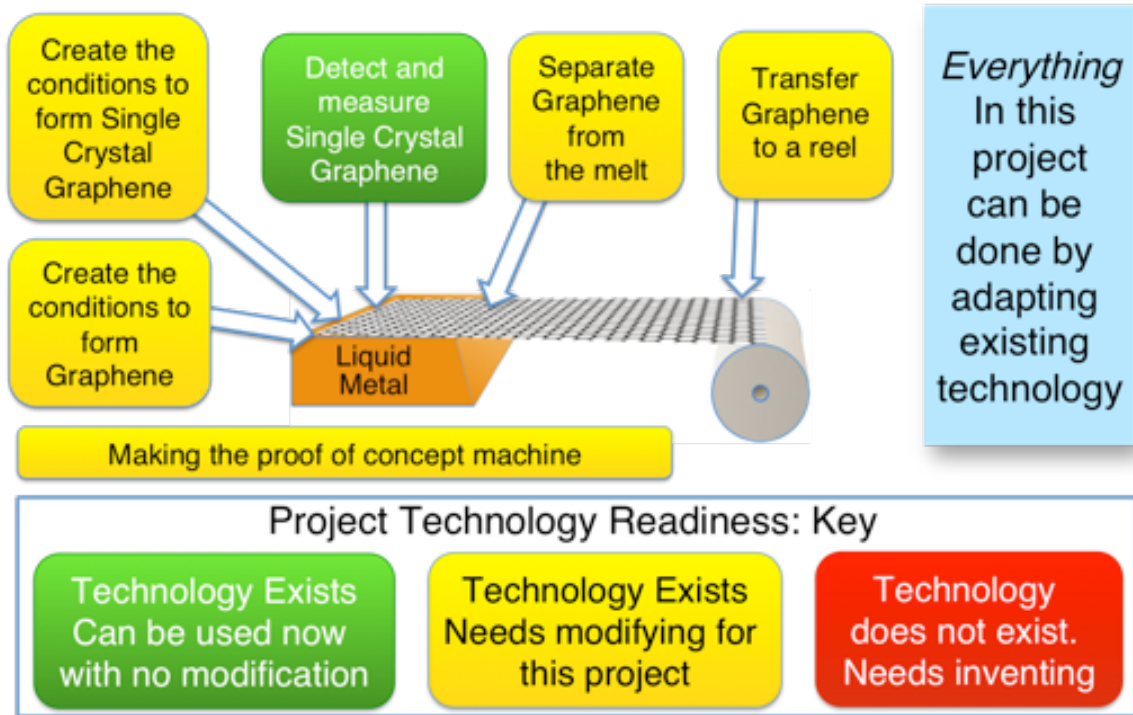 Create the
conditions to
form Single
Crystal
Graphene
Detect and
measure
Single Crystal
Graphene
Separate
Graphene
from
the melt
Transfer
Graphene
to a reel
Everything
In this
project
can be
done by
adapting
existing
technology
Create the
conditions to
form
Graphene
Liquid
Metal
Making the proof of concept machine
Project Technology Readiness: Key
Technology Exists
Can be used now
with no modification
Technology Exists
Needs modifying for
this project
Technology
does not exist.
Needs inventing